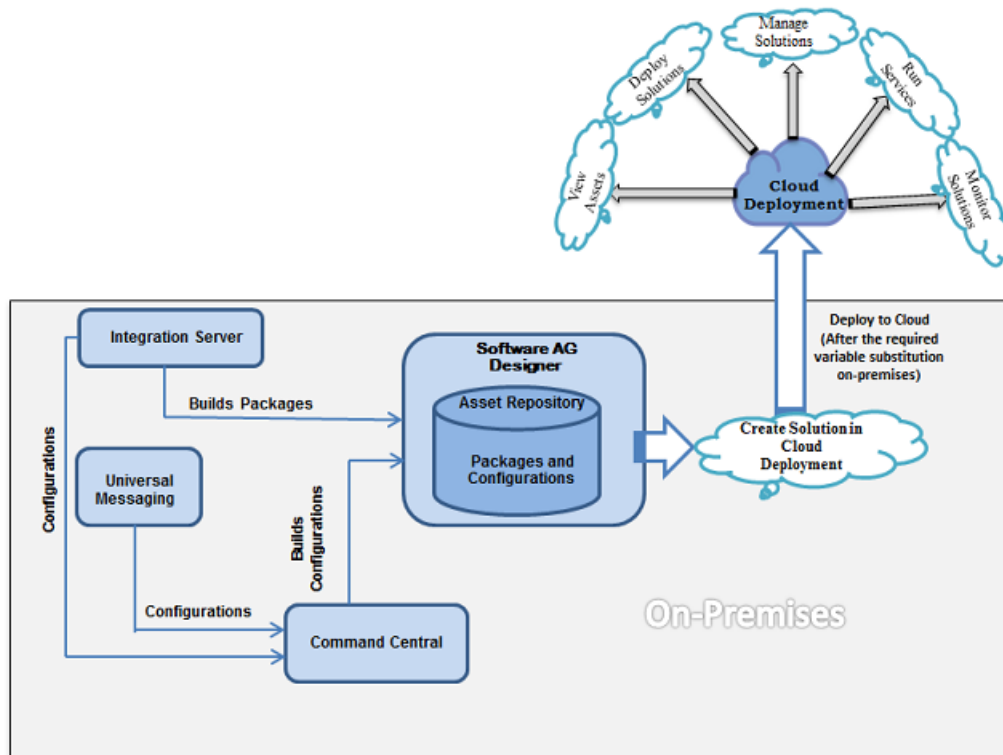 Manage
Solutions
Deploy
Solutions
Run
Services
View
Assets
Monitor
Solutions
Cloud
Deployment
Integration Server
Software AG
Designer
Deploy to Cloud
(After the required
variable substitution
on-premises)
Builds Packages
Asset Repository
Packages and
Configurations
Create Solution in
Cloud
Deployment
Configurations
Universal
Messaging
Builds
Configurations
Configurations
On-Premises
Command Central